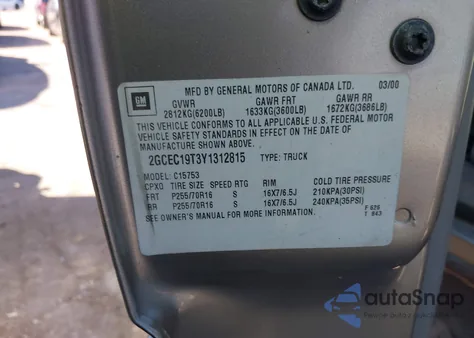 MFD BY GENERAL MOTORS OF CANADA LTD. 03/00
GM
GVWR GAWR FRT GAWR RR
2812KG(6200LB) 1633KG(3600LB) 1672KG(3686LB)
THIS VEHICLE CONFORMS TO ALL APPLICABLE U.S. FEDERAL MOTOR
VEHICLE SAFETY STANDARDS IN EFFECT ON THE DATE OF
MANUFACTURE SHOWN ABOVE.
2GCEC19T3Y1312815 TYPE: TRUCK
MODEL: C15753
CPXO TIRE SIZE SPEED RTG RIM COLD TIRE PRESSURE
FRT P255/70R16 S 16X7/6.5J 210KPA(30PSI)
RR P255/70R16 S 16X7/6.5J 240KPA(35PSI)
SEE OWNER'S MANUAL FOR MORE INFORMATION.
autoSnap